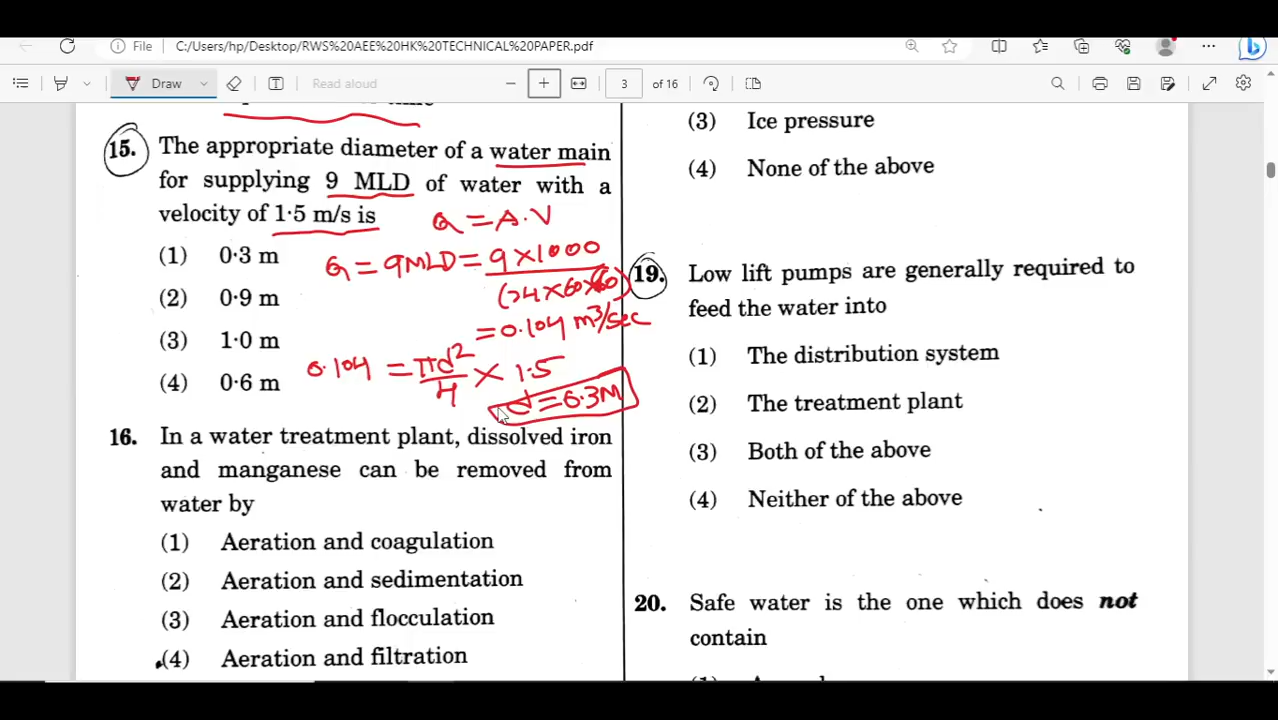 File
C:/Users/hp/Desktop/RWS%20AEE%20HK%20TECHNICAL%20PAPER.pdf
Draw
Read aloud
3
of 16
15. The appropriate diameter of a water main
for supplying 9 MLD of water with a
velocity of 1·5 m/s is
Q = A.V
(1) 0·3 m
(2) 0·9 m
(3) 1·0 m
(4) 0·6 m
Q = 9MLD = 9×1000
(24×60×60)
= 0.104 m³/sec
0.104 = πd²/4 × 1.5
d = 0.3M
16. In a water treatment plant, dissolved iron
and manganese can be removed from
water by
(1) Aeration and coagulation
(2) Aeration and sedimentation
(3) Aeration and flocculation
(4) Aeration and filtration
(3) Ice pressure
(4) None of the above
19. Low lift pumps are generally required to
feed the water into
(1) The distribution system
(2) The treatment plant
(3) Both of the above
(4) Neither of the above
20. Safe water is the one which does not
contain